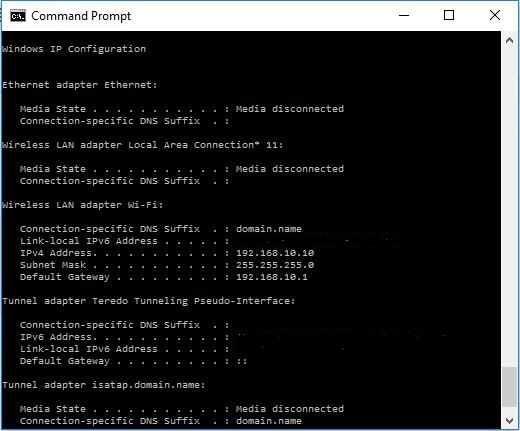 Command Prompt
Windows IP Configuration
Ethernet adapter Ethernet:
Media State . . . . . . . . . . . : Media disconnected
Connection-specific DNS Suffix  . :
Wireless LAN adapter Local Area Connection* 11:
Media State . . . . . . . . . . . : Media disconnected
Connection-specific DNS Suffix  . :
Wireless LAN adapter Wi-Fi:
Connection-specific DNS Suffix  . : domain.name
Link-local IPv6 Address . . . . . :
IPv4 Address. . . . . . . . . . . : 192.168.10.10
Subnet Mask . . . . . . . . . . . : 255.255.255.0
Default Gateway . . . . . . . . . : 192.168.10.1
Tunnel adapter Teredo Tunneling Pseudo-Interface:
Connection-specific DNS Suffix  . :
IPv6 Address. . . . . . . . . . . :
Link-local IPv6 Address . . . . . :
Default Gateway . . . . . . . . . : ::
Tunnel adapter isatap.domain.name:
Media State . . . . . . . . . . . : Media disconnected
Connection-specific DNS Suffix  . : domain.name